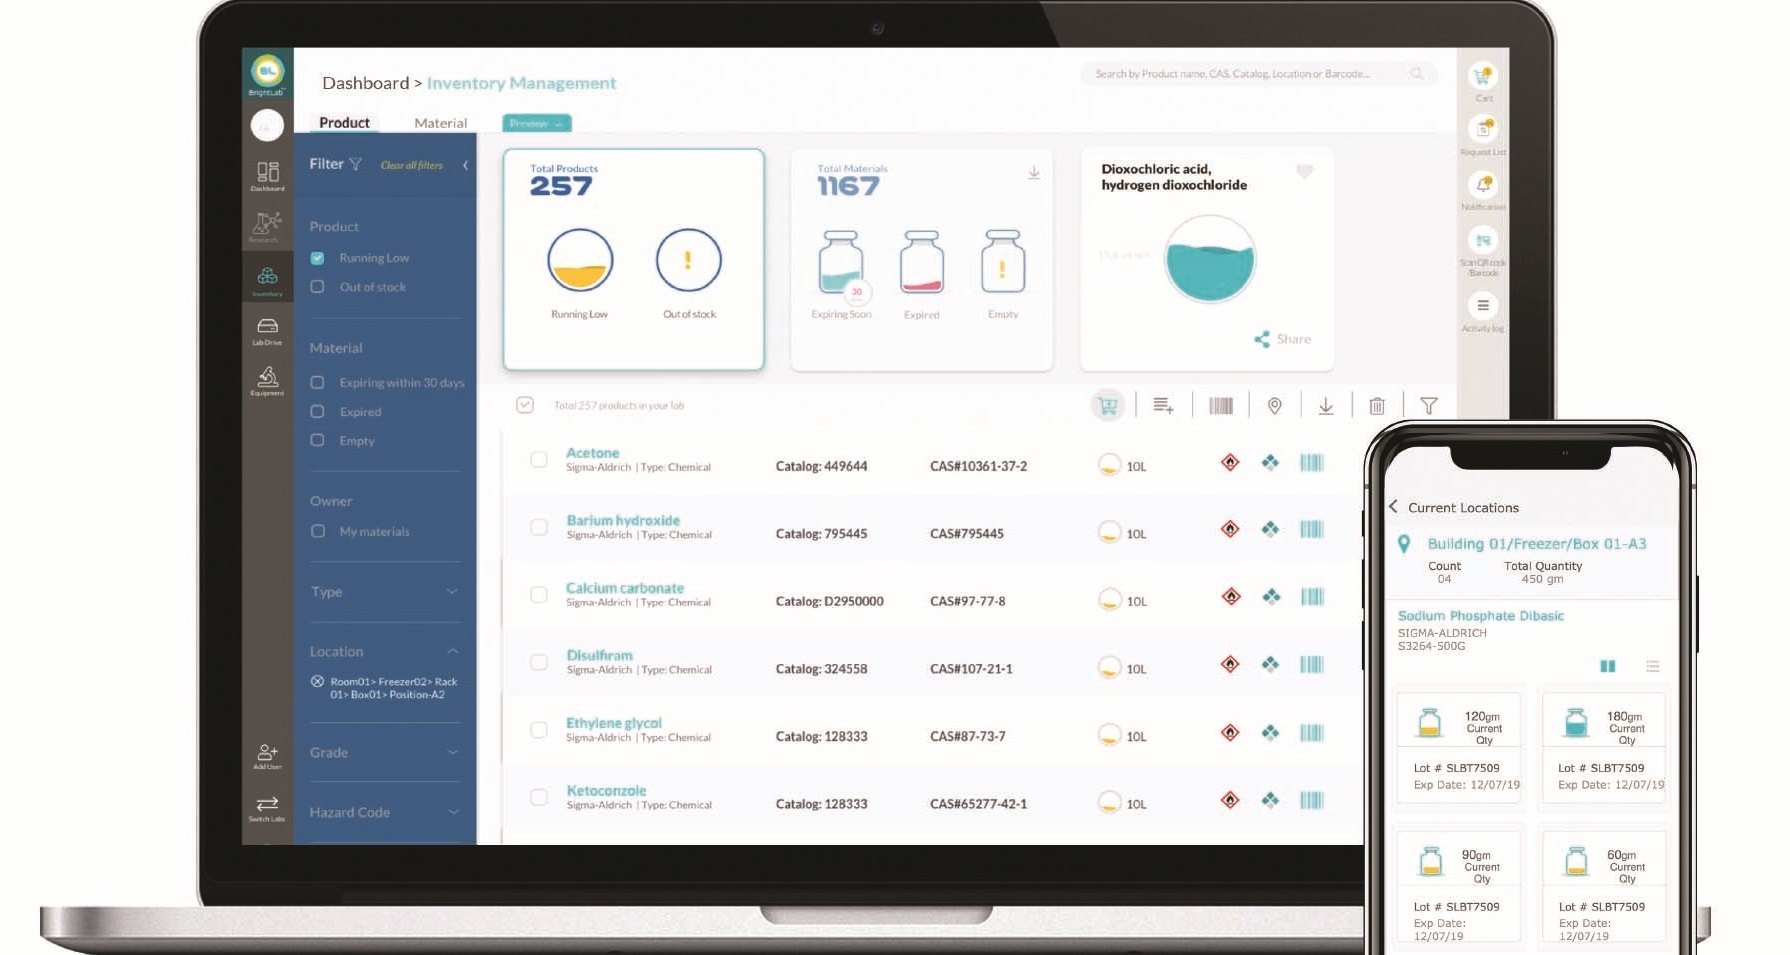 BrightLab
Dashboard > Inventory Management
Search by Product name, CAS, Catalog, Location or Barcode...
Product
Material
Preview
Dashboard
Research
Inventory
Lab Drive
Equipment
Add User
Switch Labs
Filter
Clear all filters
Product
Running Low
Out of stock
Material
Expiring within 30 days
Expired
Empty
Owner
My materials
Type
Location
Room01> Freezer02> Rack
01> Box01> Position-A2
Grade
Hazard Code
Total Products
257
Running Low
Out of stock
Total Materials
1167
30
Expiring Soon
Expired
Empty
Dioxochloric acid,
hydrogen dioxochloride
Share
Cart
Request List
Notification
Scan QR code
/Barcode
Activity log
Total 257 products in your lab
Acetone
Sigma-Aldrich | Type: Chemical
Catalog: 449644
CAS#10361-37-2
10L
Barium hydroxide
Sigma-Aldrich | Type: Chemical
Catalog: 795445
CAS#795445
10L
Calcium carbonate
Sigma-Aldrich | Type: Chemical
Catalog: D2950000
CAS#97-77-8
10L
Disulfiram
Sigma-Aldrich | Type: Chemical
Catalog: 324558
CAS#107-21-1
10L
Ethylene glycol
Sigma-Aldrich | Type: Chemical
Catalog: 128333
CAS#87-73-7
10L
Ketoconzole
Sigma-Aldrich | Type: Chemical
Catalog: 128333
CAS#65277-42-1
10L
Current Locations
Building 01/Freezer/Box 01-A3
Count
04
Total Quantity
450 gm
Sodium Phosphate Dibasic
SIGMA-ALDRICH
S3264-500G
120gm
Current
Qty
Lot # SLBT7509
Exp Date: 12/07/19
180gm
Current
Qty
Lot # SLBT7509
Exp Date: 12/07/19
90gm
Current
Qty
Lot # SLBT7509
Exp Date:
12/07/19
60gm
Current
Qty
Lot # SLBT7509
Exp Date:
12/07/19